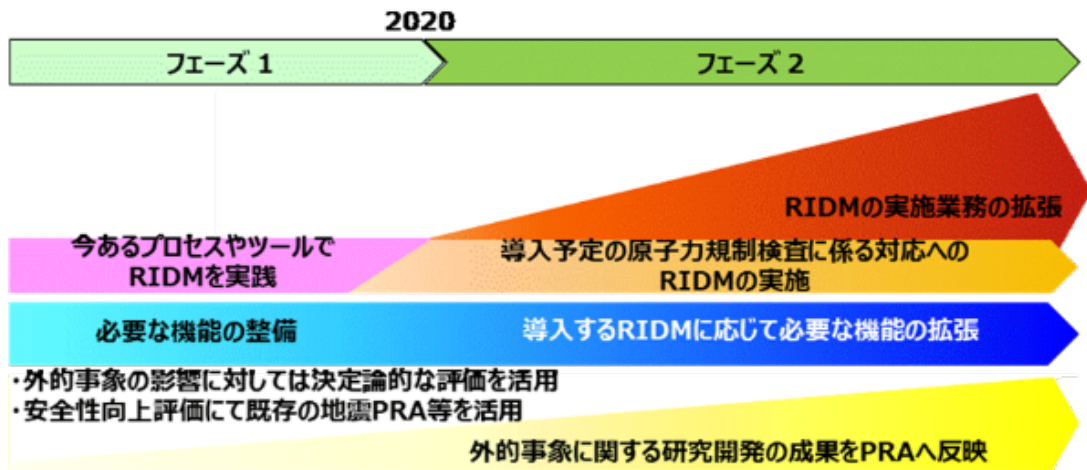 2020
フェーズ 1
フェーズ 2
RIDMの実施業務の拡張
今あるプロセスやツールで
RIDMを実践
導入予定の原子力規制検査に係る対応への
RIDMの実施
必要な機能の整備
導入するRIDMに応じて必要な機能の拡張
・外的事象の影響に対しては決定論的な評価を活用
・安全性向上評価にて既存の地震PRA等を活用
外的事象に関する研究開発の成果をPRAへ反映